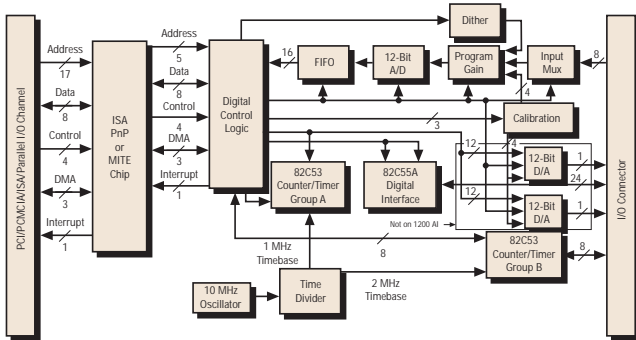 PCI/PCMCIA/ISA/Parallel I/O Channel
Address
17
Data
8
Control
4
DMA
3
Interrupt
1
ISA
PnP
or
MITE
Chip
Address
5
Data
8
Control
4
DMA
3
Interrupt
1
Digital
Control
Logic
16
FIFO
12-Bit
A/D
Program
Gain
Dither
Input
Mux
8
4
Calibration
3
82C53
Counter/Timer
Group A
82C55A
Digital
Interface
12
4
12-Bit
D/A
1
24
12
12-Bit
D/A
1
Not on 1200 AI
82C53
Counter/Timer
Group B
8
8
1 MHz
Timebase
10 MHz
Oscillator
Time
Divider
2 MHz
Timebase
I/O Connector